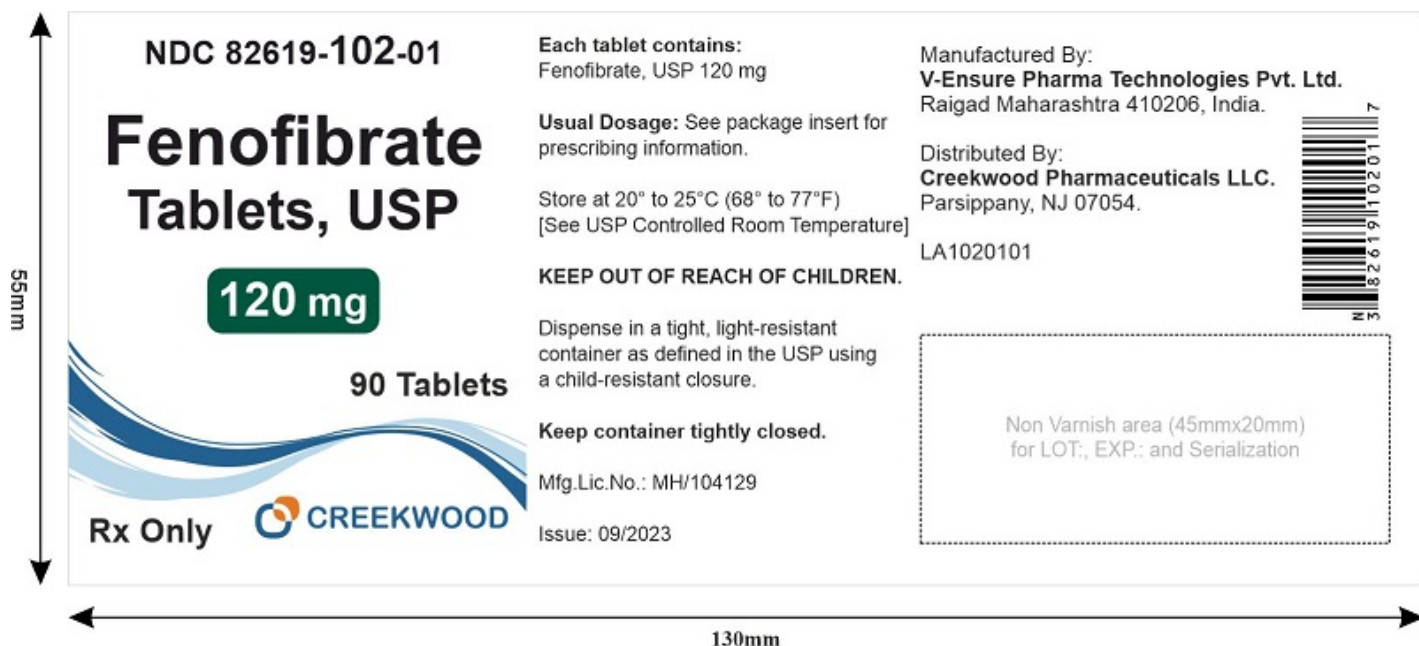 NDC 82619-102-01
Fenofibrate
Tablets, USP
120 mg
90 Tablets
Rx Only
CREEKWOOD
Each tablet contains:
Fenofibrate, USP 120 mg
Usual Dosage: See package insert for
prescribing information.
Store at 20° to 25°C (68° to 77°F)
[See USP Controlled Room Temperature]
KEEP OUT OF REACH OF CHILDREN.
Dispense in a tight, light-resistant
container as defined in the USP using
a child-resistant closure.
Keep container tightly closed.
Mfg.Lic.No.: MH/104129
Issue: 09/2023
Manufactured By:
V-Ensure Pharma Technologies Pvt. Ltd.
Raigad Maharashtra 410206, India.
Distributed By:
Creekwood Pharmaceuticals LLC.
Parsippany, NJ 07054.
LA1020101
N
3 82619 10201 7
Non Varnish area (45mmx20mm)
for LOT:, EXP.: and Serialization
55mm
130mm